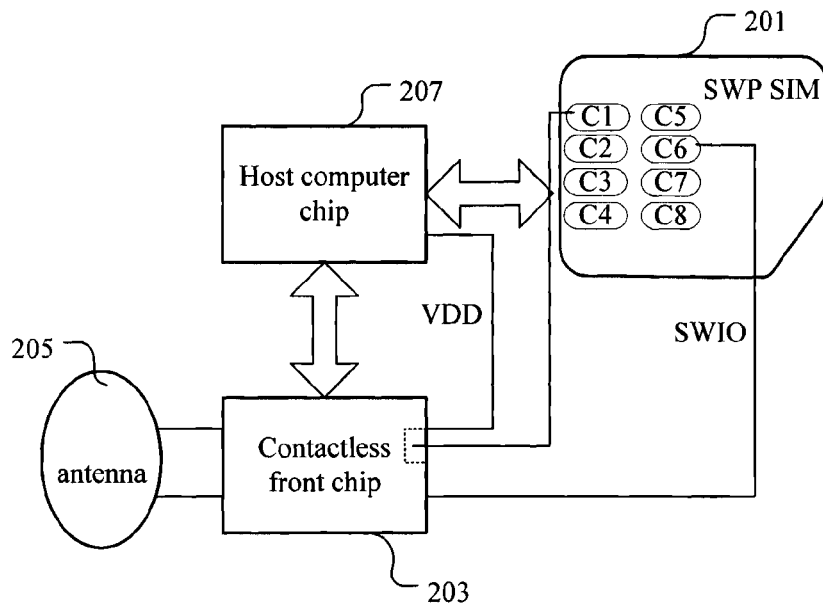 201
207
SWP SIM
C1 C5
C2 C6
C3 C7
C4 C8
Host computer
chip
VDD
SWIO
205
antenna
Contactless
front chip
203